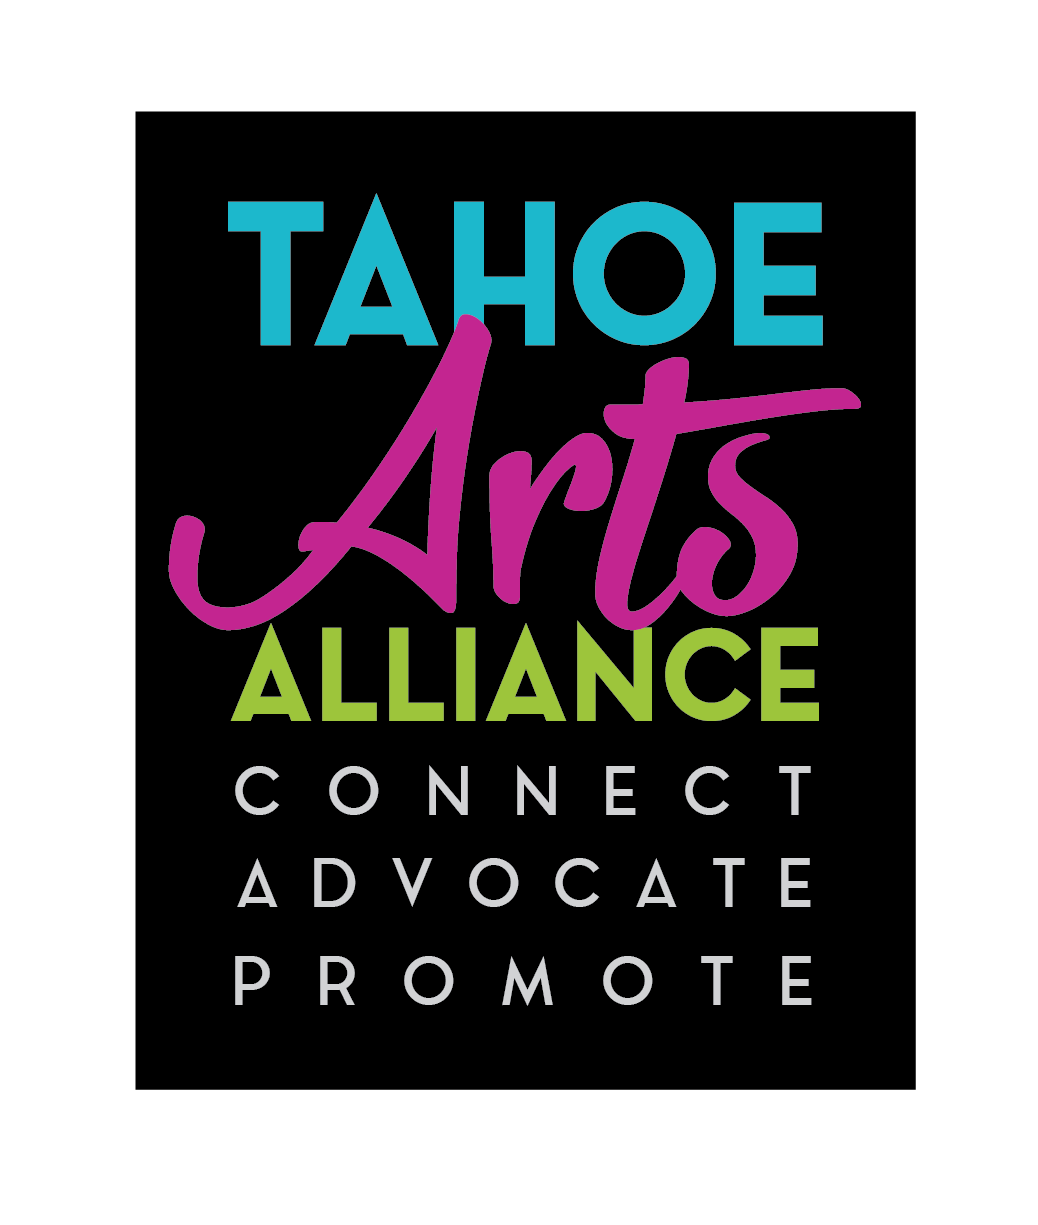 TAHOE
Arts
ALLIANCE
CONNECT
ADVOCATE
PROMOTE